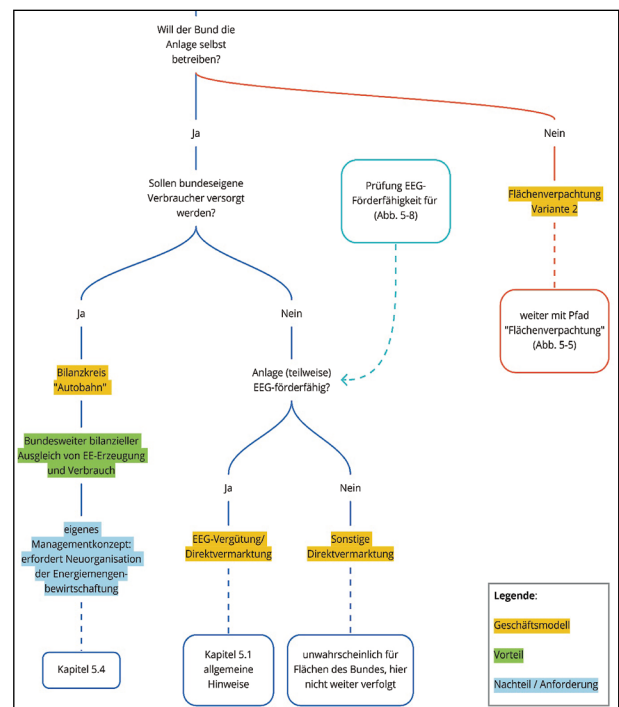 Will der Bund die
Anlage selbst
betreiben?
Ja
Nein
Sollen bundeseigene
Verbraucher versorgt
werden?
Prüfung EEG-
Förderfähigkeit für
(Abb. 5-8)
Flächenverpachtung
Variante 2
Ja
Nein
weiter mit Pfad
"Flächenverpachtung"
(Abb. 5-5)
Bilanzkreis
"Autobahn"
Anlage (teilweise)
EEG-förderfähig?
Bundesweiter bilanzieller
Ausgleich von EE-Erzeugung
und Verbrauch
Ja
Nein
eigenes
Managementkonzept:
erfordert Neuorganisation
der Energiemengen-
bewirtschaftung
EEG-Vergütung/
Direktvermarktung
Sonstige
Direktvermarktung
Kapitel 5.4
Kapitel 5.1
allgemeine
Hinweise
unwahrscheinlich für
Flächen des Bundes, hier
nicht weiter verfolgt
Legende:
Geschäftsmodell
Vorteil
Nachteil / Anforderung